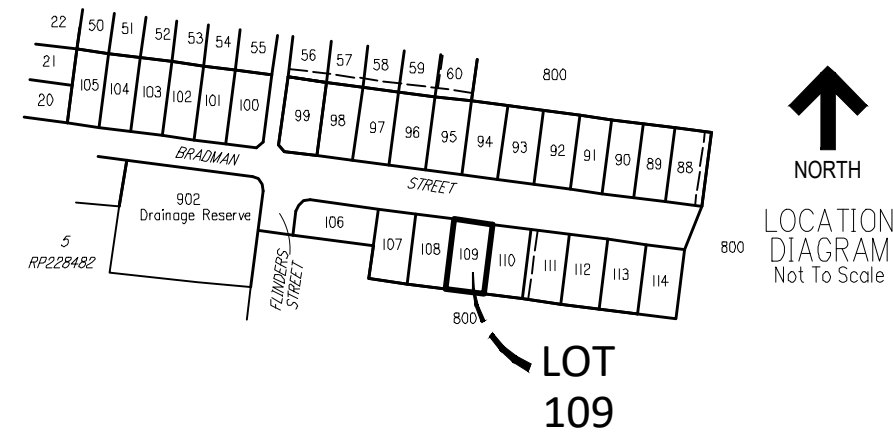 22 50 51 52 53 54 55 56 57 58 59 60 800
21
20 105 104 103 102 101 100 99 98 97 96 95 94 93 92 91 90 89 88
NORTH
BRADMAN STREET
902
Drainage Reserve
106 107 108 109 110 111 112 113 114
5
RP228482
FLINDERS
STREET
800
800
LOCATION
DIAGRAM
Not To Scale
LOT
109